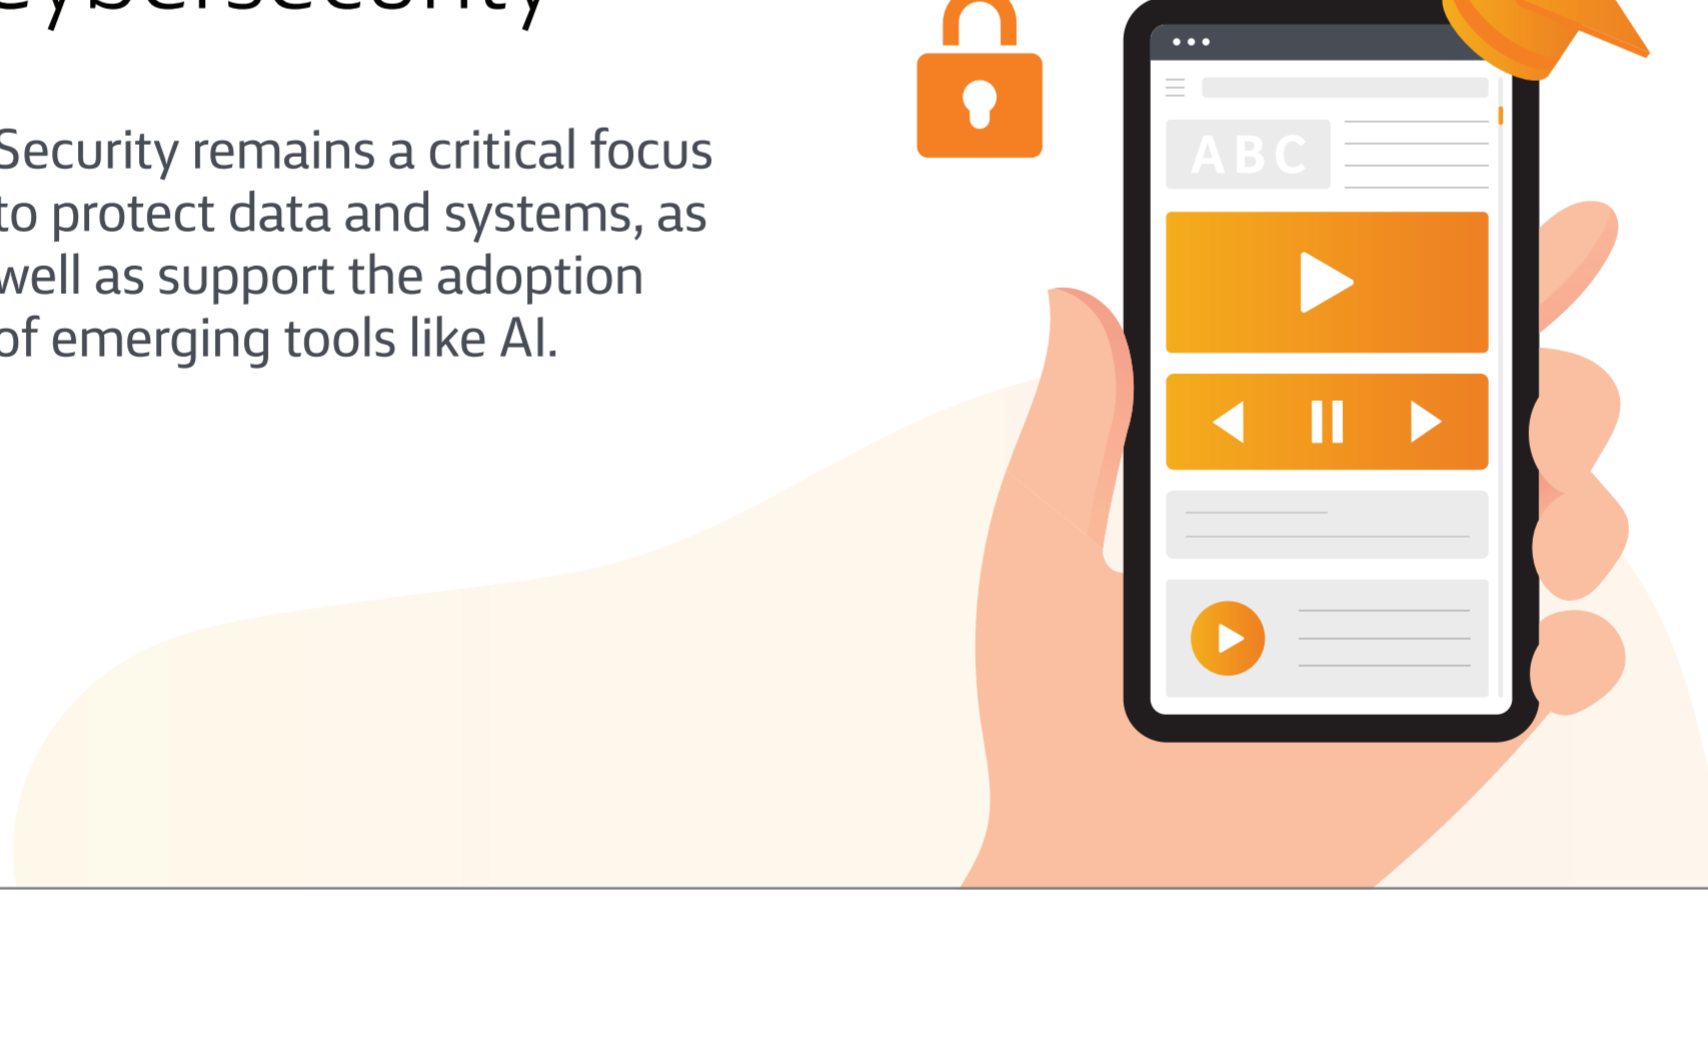 cybersecurity
Security remains a critical focus
to protect data and systems, as
well as support the adoption
of emerging tools like AI.
ABC